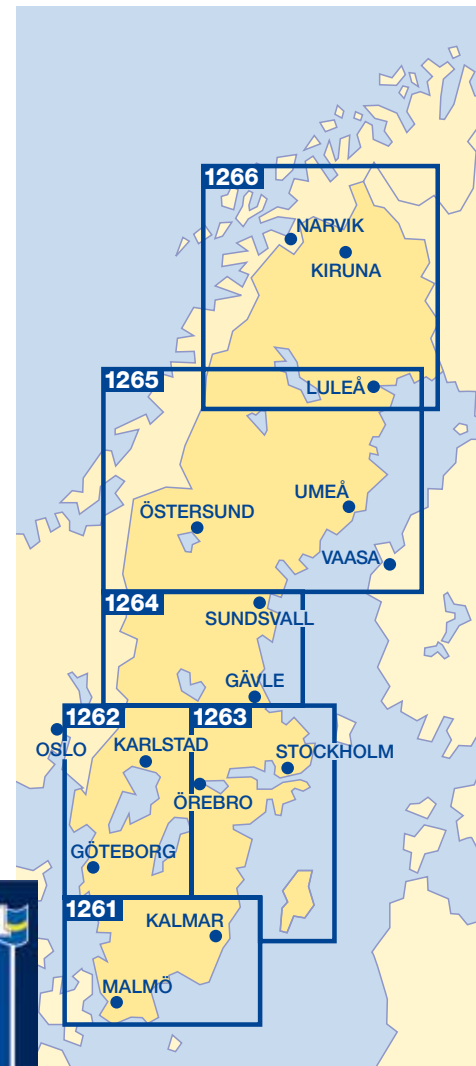 1266
NARVIK
KIRUNA
1265
LULEÅ
UMEÅ
ÖSTERSUND
VAASA
1264
SUNDSVALL
GÄVLE
1262
1263
OSLO
KARLSTAD
STOCKHOLM
ÖREBRO
GÖTEBORG
1261
KALMAR
MALMÖ